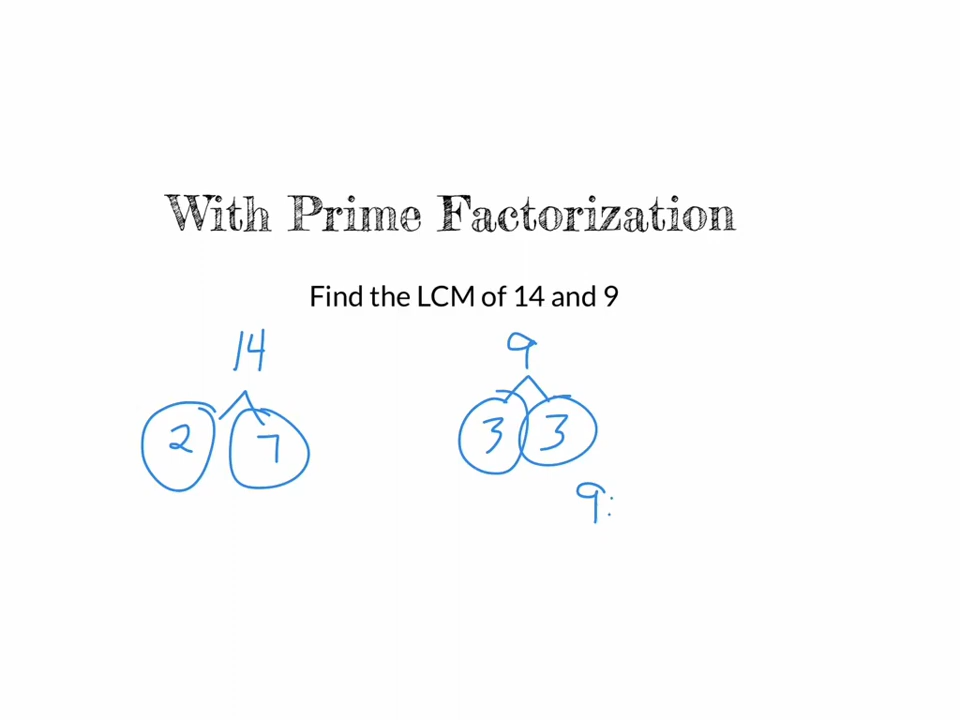 With Prime Factorization
Find the LCM of 14 and 9
14 9
2 7 3 3
9: